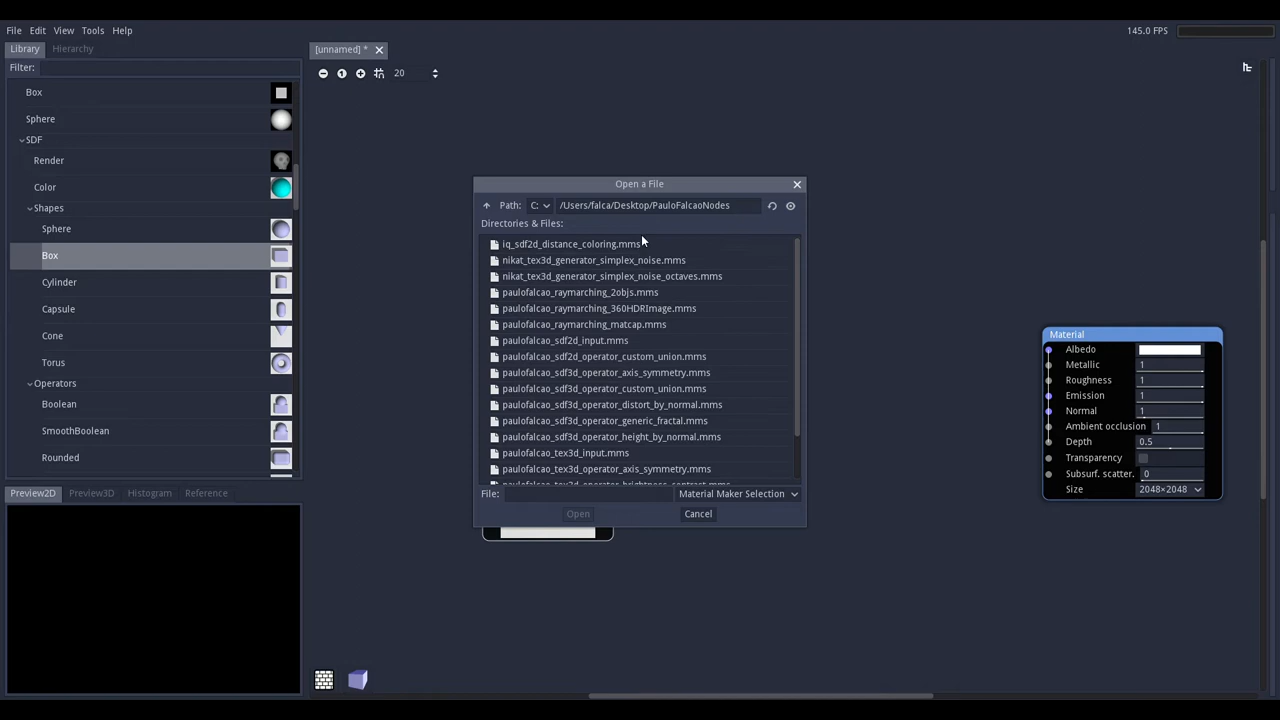 File Edit View Tools Help
145.0 FPS
Library Hierarchy
[unnamed] *
Filter:
20
Box
Sphere
SDF
Render
Color
Shapes
Sphere
Box
Cylinder
Capsule
Cone
Torus
Operators
Boolean
SmoothBoolean
Rounded
Open a File
Path: C: /Users/falca/Desktop/PauloFalcaoNodes
Directories & Files:
iq_sdf2d_distance_coloring.mms
nikat_tex3d_generator_simplex_noise.mms
nikat_tex3d_generator_simplex_noise_octaves.mms
paulofalcao_raymarching_2objs.mms
paulofalcao_raymarching_360HDRImage.mms
paulofalcao_raymarching_matcap.mms
paulofalcao_sdf2d_input.mms
paulofalcao_sdf2d_operator_custom_union.mms
paulofalcao_sdf3d_operator_axis_symmetry.mms
paulofalcao_sdf3d_operator_custom_union.mms
paulofalcao_sdf3d_operator_distort_by_normal.mms
paulofalcao_sdf3d_operator_generic_fractal.mms
paulofalcao_sdf3d_operator_height_by_normal.mms
paulofalcao_tex3d_input.mms
paulofalcao_tex3d_operator_axis_symmetry.mms
paulofalcao_tex3d_operator_brightness_contrast.mms
File: Material Maker Selection
Open Cancel
Material
Albedo
Metallic 1
Roughness 1
Emission 1
Normal 1
Ambient occlusion 1
Depth 0.5
Transparency
Subsurf. scatter. 0
Size 2048×2048
Preview2D Preview3D Histogram Reference